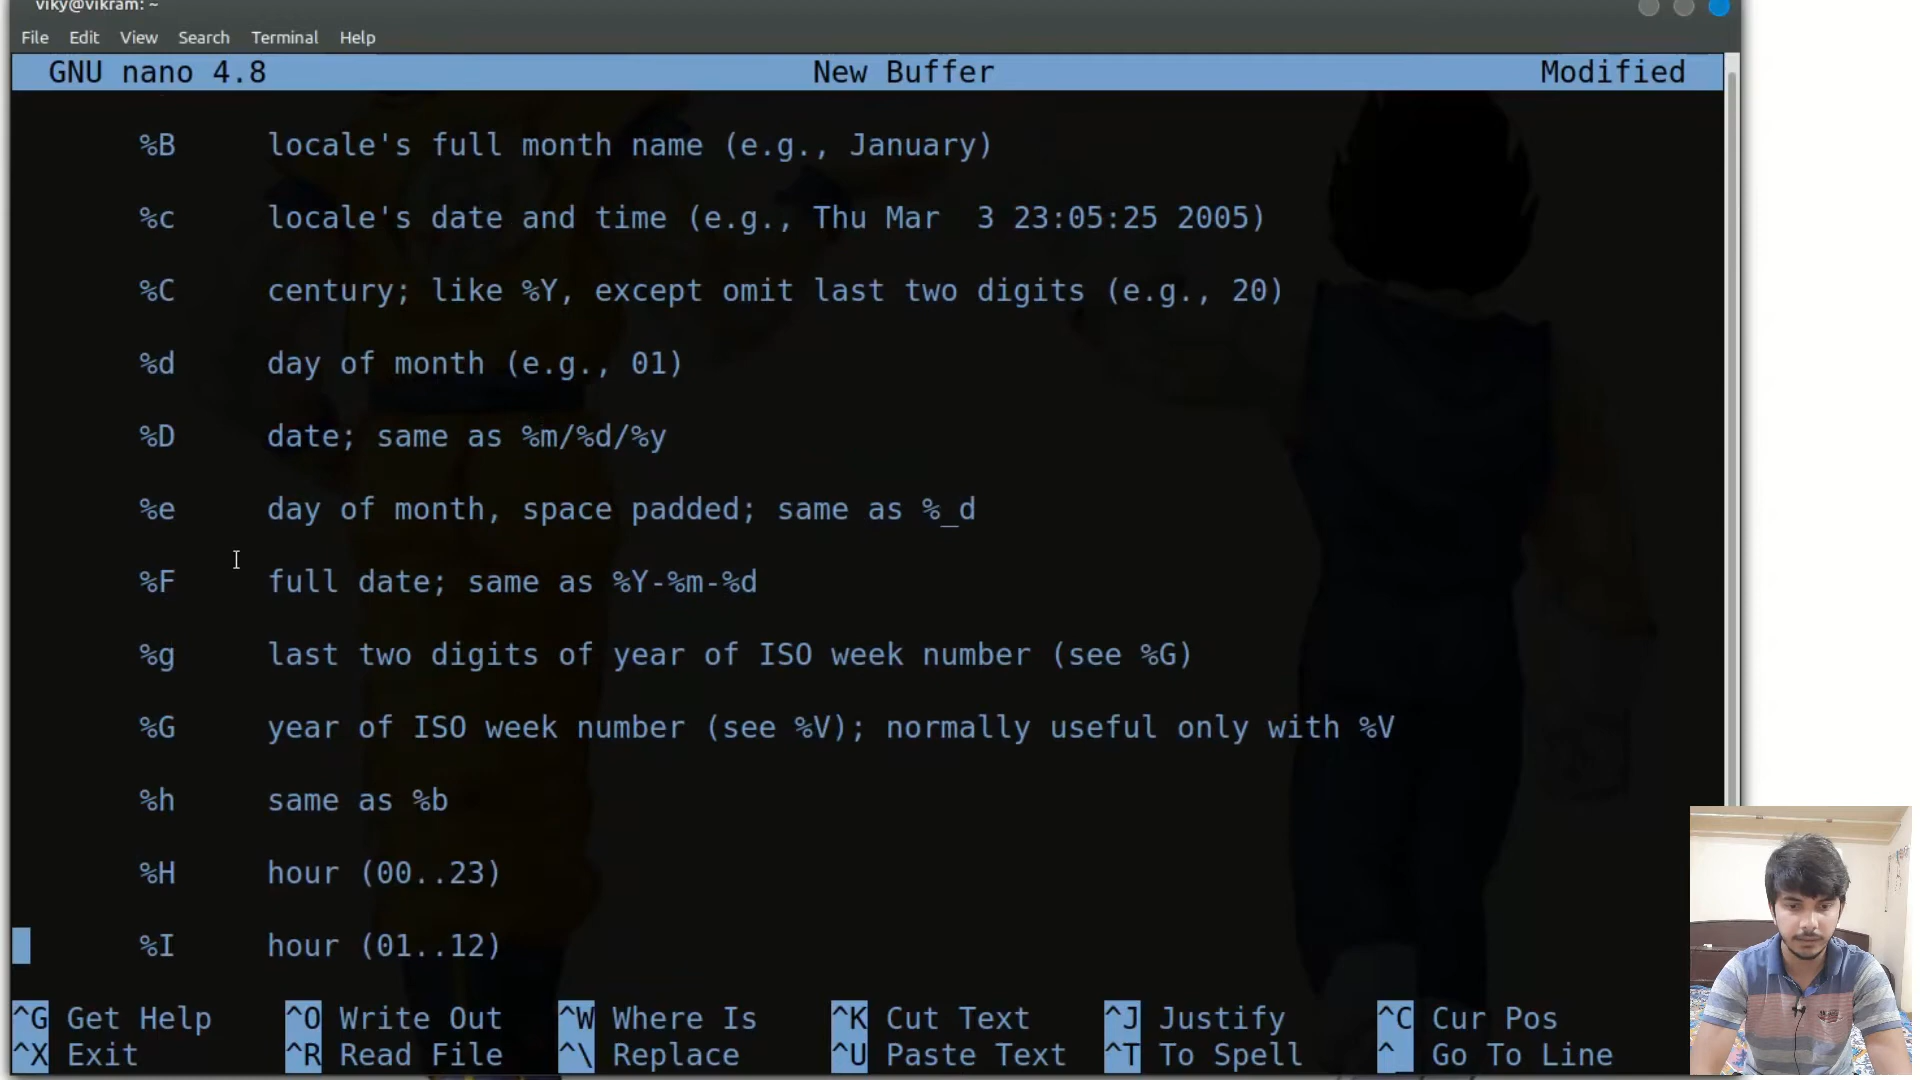 viky@vikram: ~
File Edit View Search Terminal Help
GNU nano 4.8 New Buffer Modified
%B locale's full month name (e.g., January)
%c locale's date and time (e.g., Thu Mar  3 23:05:25 2005)
%C century; like %Y, except omit last two digits (e.g., 20)
%d day of month (e.g., 01)
%D date; same as %m/%d/%y
%e day of month, space padded; same as %_d
%F full date; same as %Y-%m-%d
%g last two digits of year of ISO week number (see %G)
%G year of ISO week number (see %V); normally useful only with %V
%h same as %b
%H hour (00..23)
%I hour (01..12)
^G Get Help ^O Write Out ^W Where Is ^K Cut Text ^J Justify ^C Cur Pos
^X Exit ^R Read File ^\ Replace ^U Paste Text ^T To Spell ^_ Go To Line